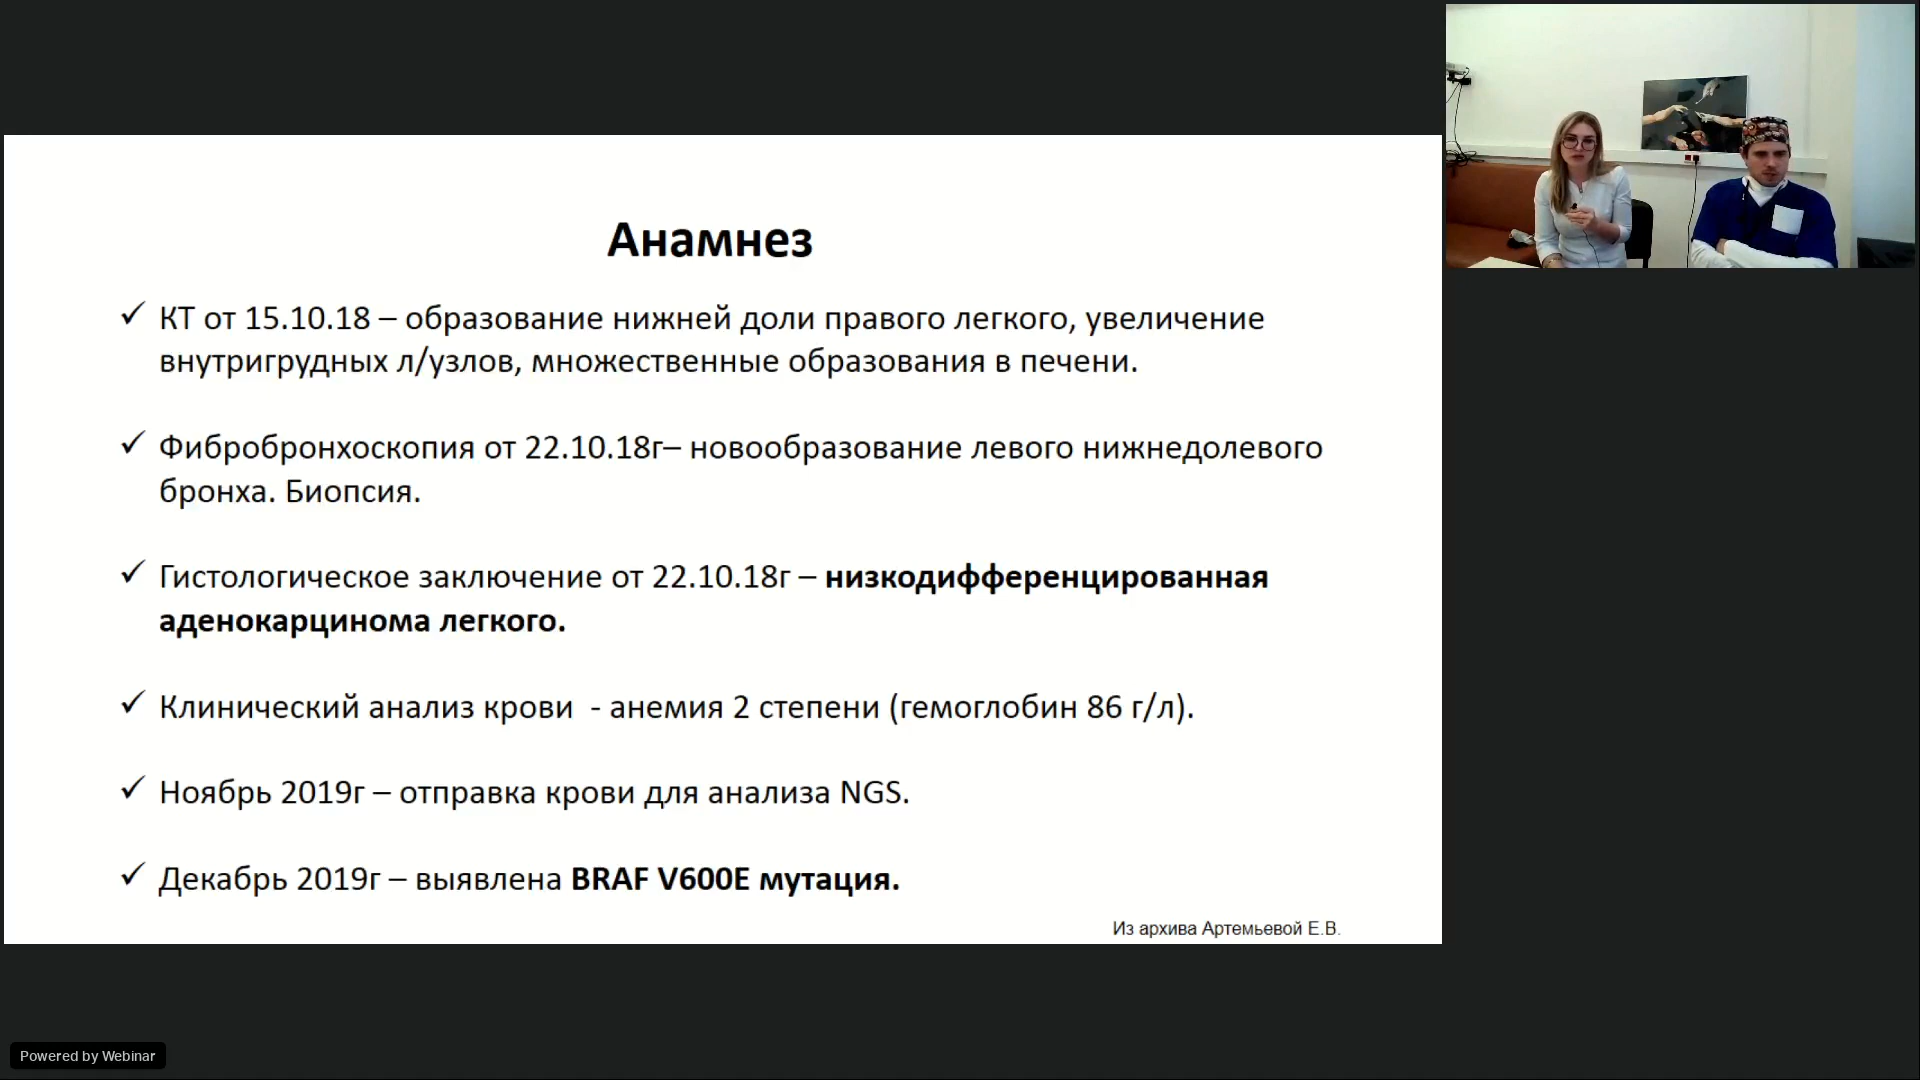 Анамнез
✓ КТ от 15.10.18 – образование нижней доли правого легкого, увеличение
внутригрудных л/узлов, множественные образования в печени.
✓ Фибробронхоскопия от 22.10.18г– новообразование левого нижнедолевого
бронха. Биопсия.
✓ Гистологическое заключение от 22.10.18г – низкодифференцированная
аденокарцинома легкого.
✓ Клинический анализ крови  - анемия 2 степени (гемоглобин 86 г/л).
✓ Ноябрь 2019г – отправка крови для анализа NGS.
✓ Декабрь 2019г – выявлена BRAF V600E мутация.
Из архива Артемьевой Е.В.
Powered by Webinar